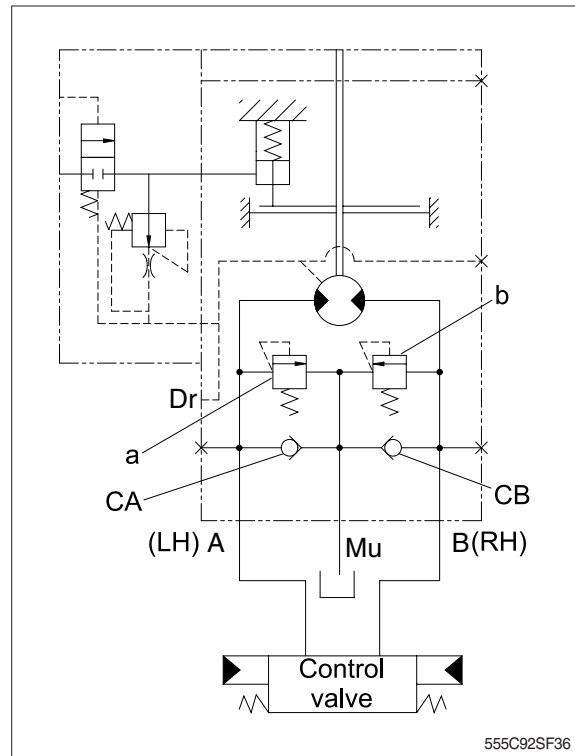 b
Dr
a
CA
CB
(LH) A
Mu
B(RH)
Control
valve
555C92SF36